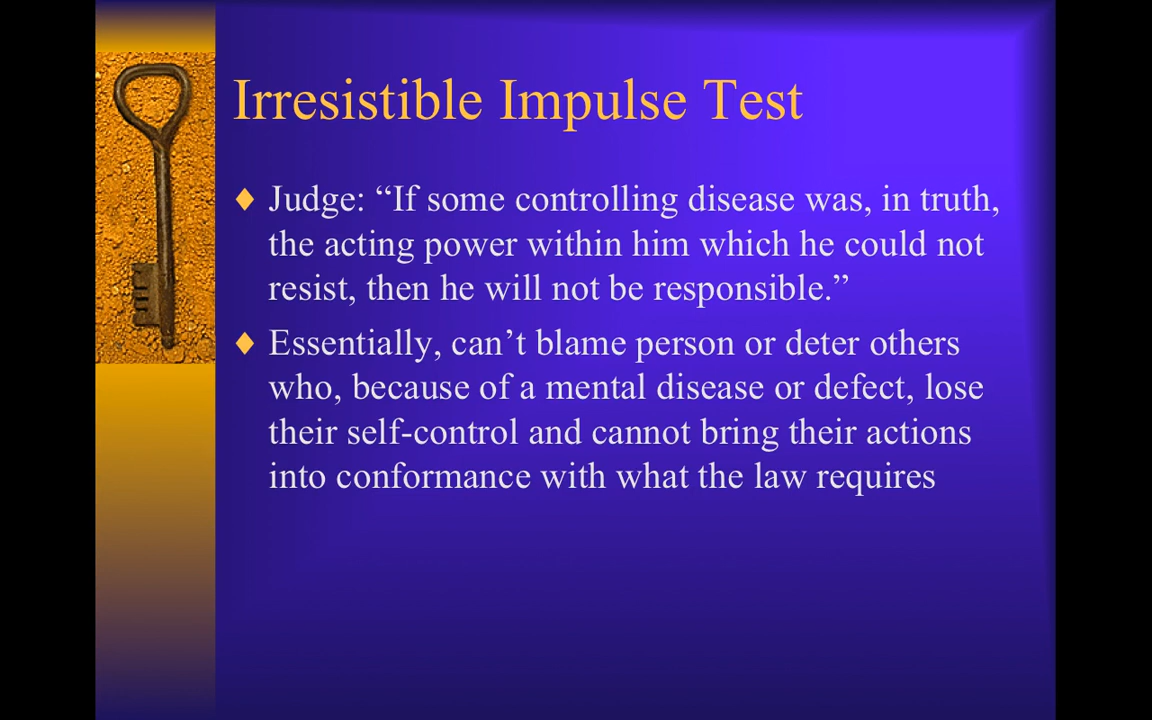 Irresistible Impulse Test
Judge: “If some controlling disease was, in truth,
the acting power within him which he could not
resist, then he will not be responsible.”
Essentially, can’t blame person or deter others
who, because of a mental disease or defect, lose
their self-control and cannot bring their actions
into conformance with what the law requires